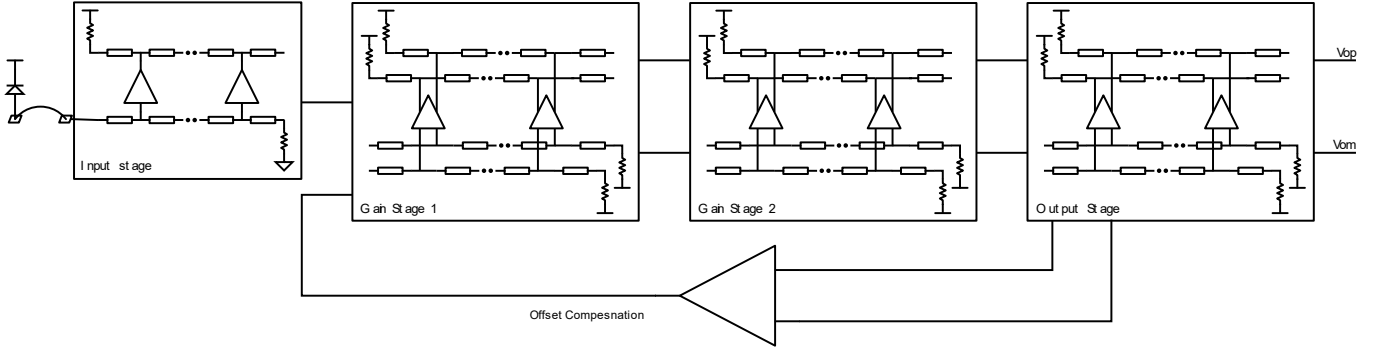 Vop
Vom
Input stage
Gain Stage 1
Gain Stage 2
Output Stage
Offset Compesnation